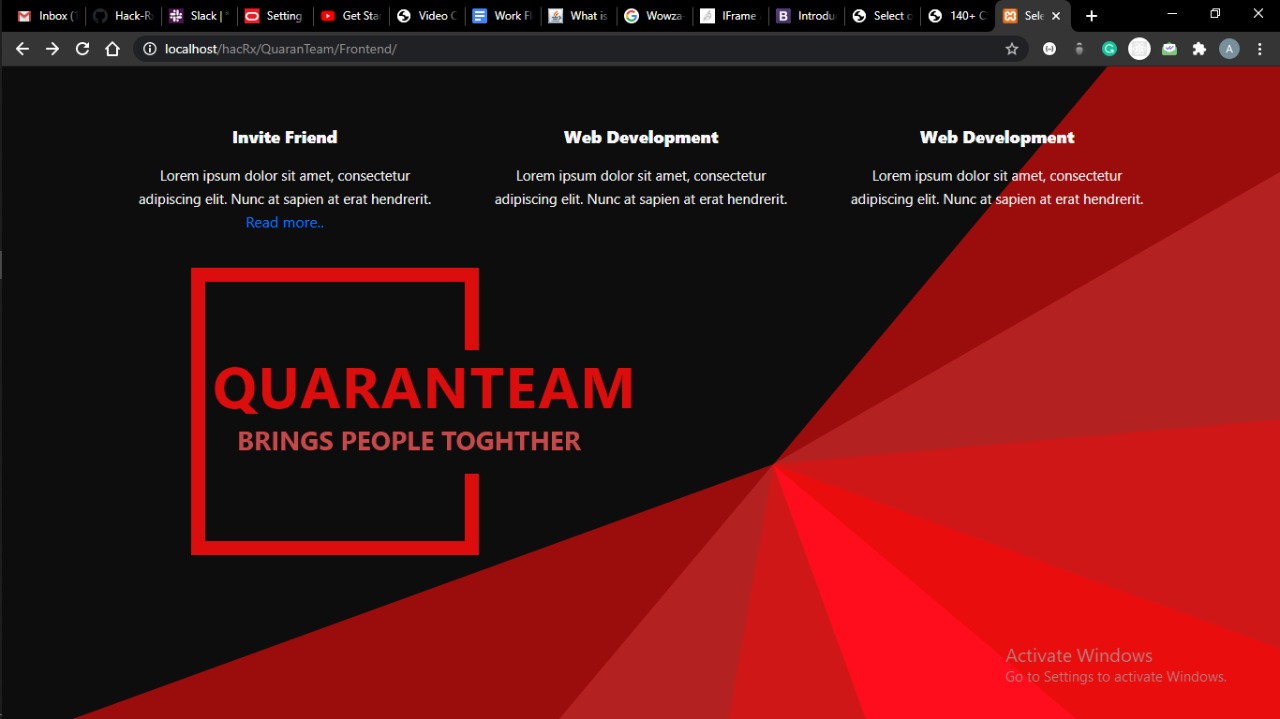 Inbox (1
Hack-R
Slack | *
Setting
Get Sta
Video C
Work Fl
What is
Wowza
IFrame
Introdu
Select o
140+ C
Sele
localhost/hacRx/QuaranTeam/Frontend/
Invite Friend
Lorem ipsum dolor sit amet, consectetur
adipiscing elit. Nunc at sapien at erat hendrerit.
Read more..
Web Development
Lorem ipsum dolor sit amet, consectetur
adipiscing elit. Nunc at sapien at erat hendrerit.
Web Development
Lorem ipsum dolor sit amet, consectetur
adipiscing elit. Nunc at sapien at erat hendrerit.
QUARANTEAM
BRINGS PEOPLE TOGHTHER
Activate Windows
Go to Settings to activate Windows.